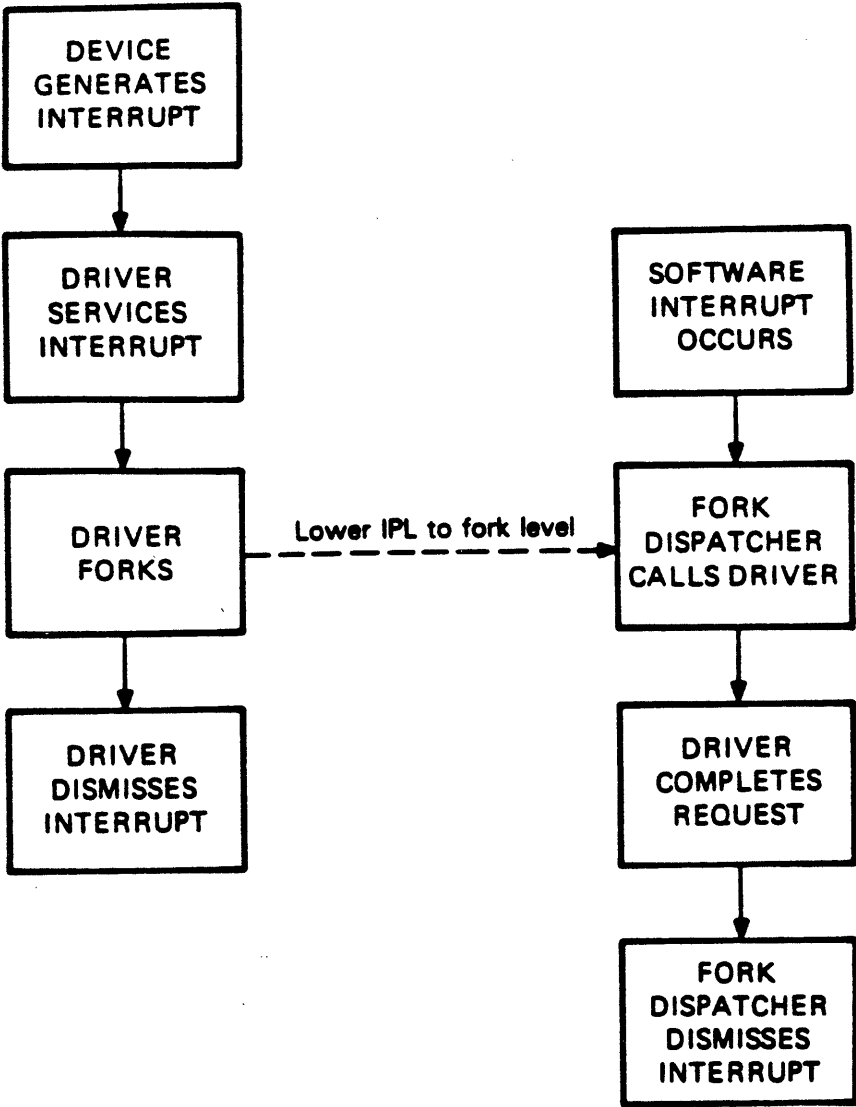 DEVICE
GENERATES
INTERRUPT
DRIVER
SERVICES
INTERRUPT
DRIVER
FORKS
DRIVER
DISMISSES
INTERRUPT
Lower IPL to fork level
SOFTWARE
INTERRUPT
OCCURS
FORK
DISPATCHER
CALLS DRIVER
DRIVER
COMPLETES
REQUEST
FORK
DISPATCHER
DISMISSES
INTERRUPT